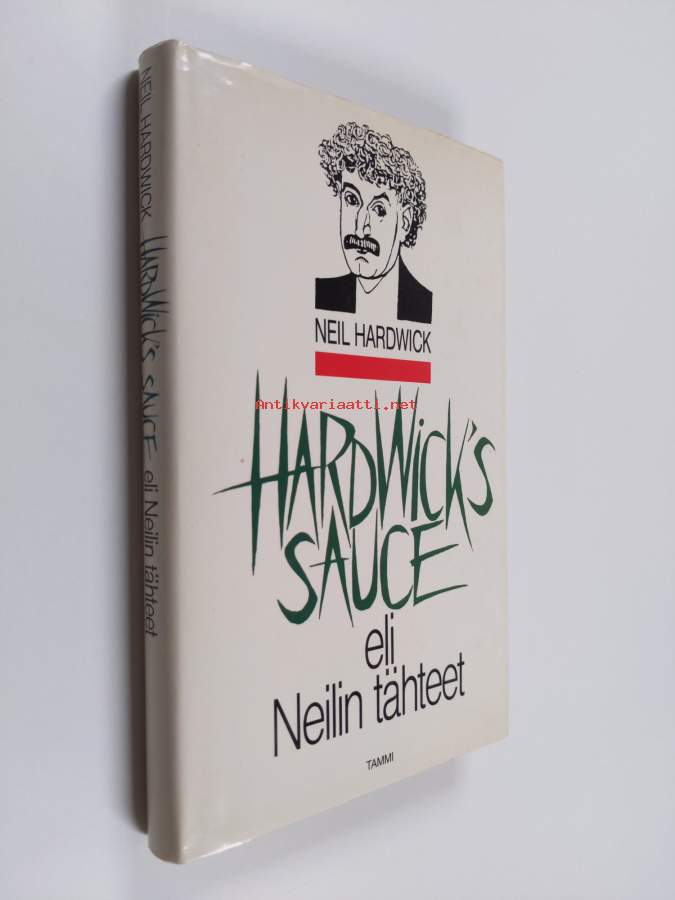 NEIL HARDWICK HARDWICK'S SAUCE eli Neilin tähteet
NEIL HARDWICK
Antikvariaatti.net
HARDWICK'S
SAUCE
eli
Neilin tähteet
TAMMI